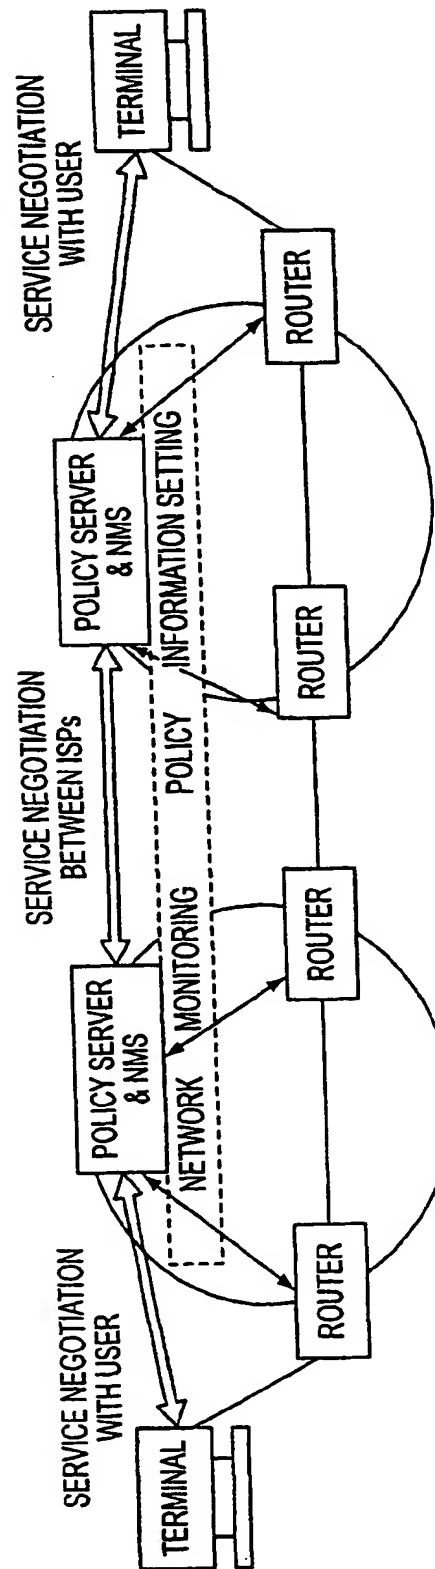 SERVICE NEGOTIATION
WITH USER
TERMINAL
POLICY SERVER
& NMS
SERVICE NEGOTIATION
BETWEEN ISPs
POLICY SERVER
& NMS
SERVICE NEGOTIATION
WITH USER
TERMINAL
NETWORK MONITORING POLICY INFORMATION SETTING
ROUTER
ROUTER
ROUTER
ROUTER